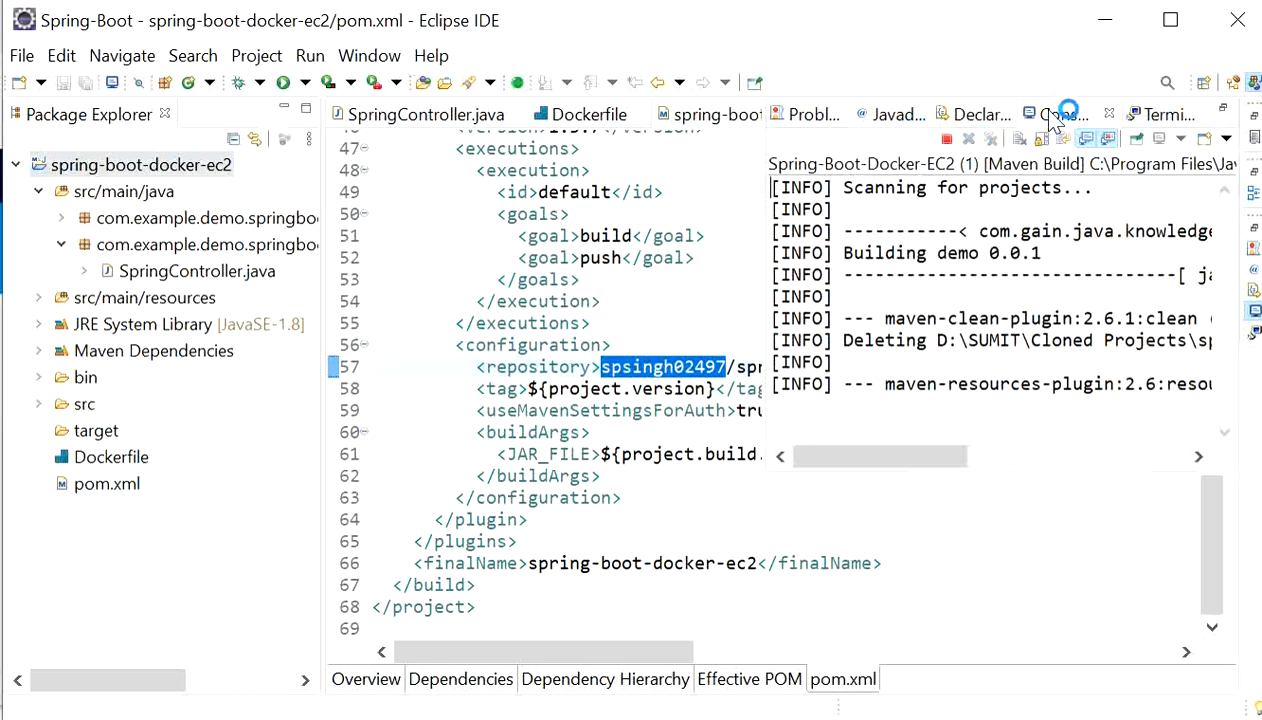 Spring-Boot - spring-boot-docker-ec2/pom.xml - Eclipse IDE
File Edit Navigate Search Project Run Window Help
Package Explorer
spring-boot-docker-ec2
src/main/java
com.example.demo.springbo
com.example.demo.springbo
SpringController.java
src/main/resources
JRE System Library [JavaSE-1.8]
Maven Dependencies
bin
src
target
Dockerfile
pom.xml
SpringController.java Dockerfile spring-boo
47 <executions>
48 <execution>
49 <id>default</id>
50 <goals>
51 <goal>build</goal>
52 <goal>push</goal>
53 </goals>
54 </execution>
55 </executions>
56 <configuration>
57 <repository>spsingh02497/spr
58 <tag>${project.version}</tag
59 <useMavenSettingsForAuth>tru
60 <buildArgs>
61 <JAR_FILE>${project.build.
62 </buildArgs>
63 </configuration>
64 </plugin>
65 </plugins>
66 <finalName>spring-boot-docker-ec2</finalName>
67 </build>
68 </project>
69
Overview Dependencies Dependency Hierarchy Effective POM pom.xml
Probl... Javad... Declar... Cons... Termi...
Spring-Boot-Docker-EC2 (1) [Maven Build] C:\Program Files\Jav
[INFO] Scanning for projects...
[INFO]
[INFO] -----------< com.gain.java.knowledge
[INFO] Building demo 0.0.1
[INFO] --------------------------------[ ja
[INFO]
[INFO] --- maven-clean-plugin:2.6.1:clean (
[INFO] Deleting D:\SUMIT\Cloned Projects\sp
[INFO]
[INFO] --- maven-resources-plugin:2.6:resou